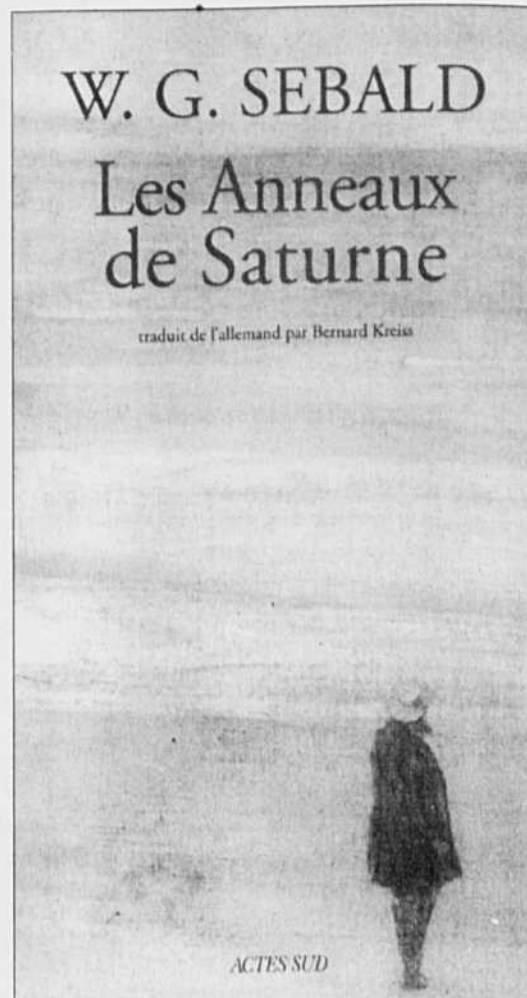 W. G. SEBALD
Les Anneaux
de Saturne
traduit de l'allemand par Bernard Kreiss
ACTES SUD